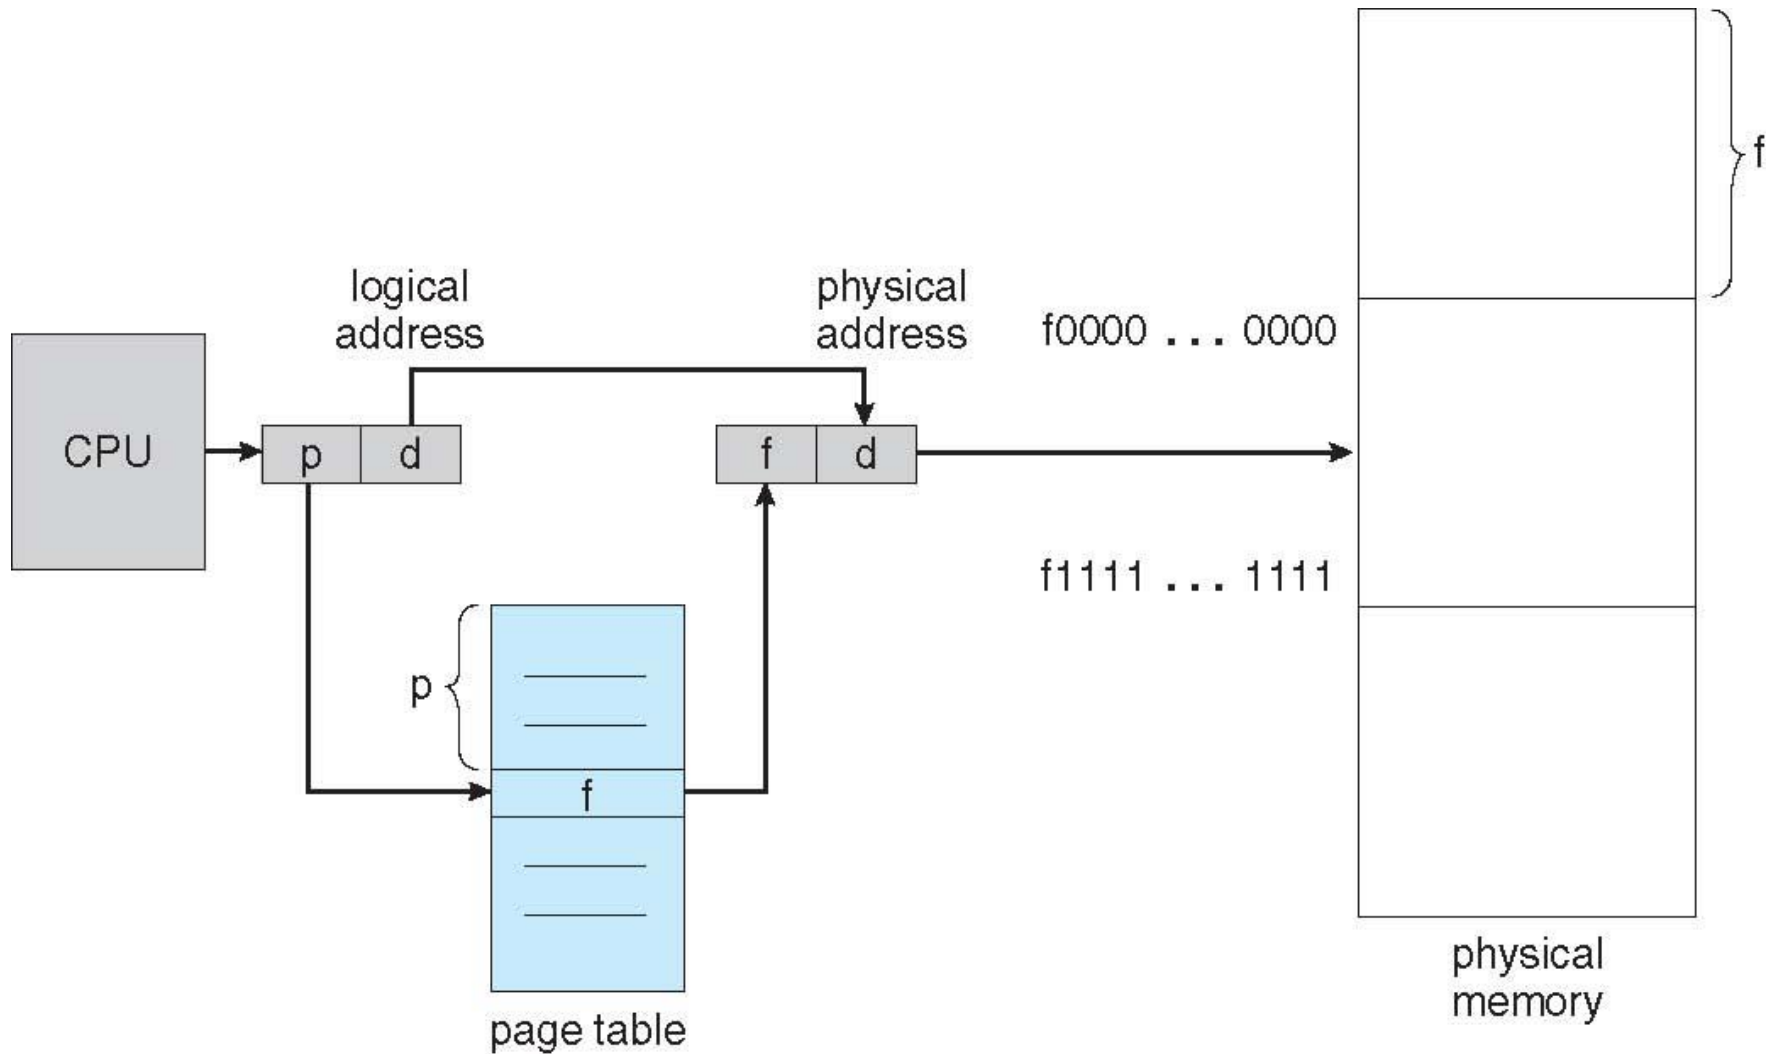 f
logical
address
physical
address
f0000 ... 0000
CPU
p
d
f
d
f1111 ... 1111
p
f
physical
memory
page table